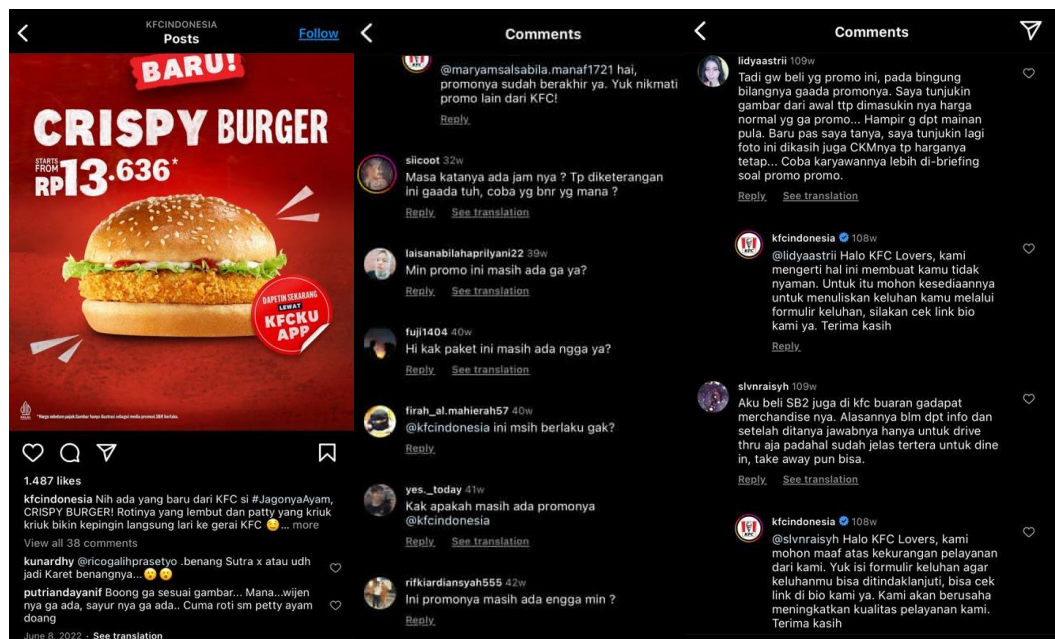 KFCINDONESIA
Posts
Follow
BARU!
CRISPY BURGER
STARTS
FROM
RP13.636*
DAPETIN SEKARANG
LEWAT
KFCKU
APP
*Harga sebelum pajak.Gambar hanya ilustrasi sebagai media promosi.S&K berlaku.
1.487 likes
kfcindonesia Nih ada yang baru dari KFC si #JagonyaAyam,
CRISPY BURGER! Rotinya yang lembut dan patty yang kriuk
kriuk bikin kepingin langsung lari ke gerai KFC 🤤... more
View all 38 comments
kunardhy @ricogalihprasetyo .benang Sutra x atau udh
jadi Karet benangnya...😮😮
putriandayanif Boong ga sesuai gambar... Mana...wijen
nya ga ada, sayur nya ga ada.. Cuma roti sm petty ayam
doang
June 8, 2022 · See translation
Comments
@maryamsalsabila.manaf1721 hai,
promonya sudah berakhir ya. Yuk nikmati
promo lain dari KFC!
Reply
siicoot 32w
Masa katanya ada jam nya ? Tp diketerangan
ini gaada tuh, coba yg bnr yg mana ?
Reply See translation
laisanabilahaprilyani22 39w
Min promo ini masih ada ga ya?
Reply See translation
fuji1404 40w
Hi kak paket ini masih ada ngga ya?
Reply See translation
firah_al.mahierah57 40w
@kfcindonesia ini msih berlaku gak?
Reply
yes._today 41w
Kak apakah masih ada promonya
@kfcindonesia
Reply See translation
rifkiardiansyah555 42w
Ini promonya masih ada engga min ?
Reply
Comments
lidyaastrii 109w
Tadi gw beli yg promo ini, pada bingung
bilangnya gaada promonya. Saya tunjukin
gambar dari awal ttp dimasukin nya harga
normal yg ga promo... Hampir g dpt mainan
pula. Baru pas saya tanya, saya tunjukin lagi
foto ini dikasih juga CKMnya tp harganya
tetap... Coba karyawannya lebih di-briefing
soal promo promo.
Reply See translation
kfcindonesia 108w
@lidyaastrii Halo KFC Lovers, kami
mengerti hal ini membuat kamu tidak
nyaman. Untuk itu mohon kesediaannya
untuk menuliskan keluhan kamu melalui
formulir keluhan, silakan cek link bio
kami ya. Terima kasih
Reply
slvnraisyh 109w
Aku beli SB2 juga di kfc buaran gadapat
merchandise nya. Alasannya blm dpt info dan
setelah ditanya jawabnya hanya untuk drive
thru aja padahal sudah jelas tertera untuk dine
in, take away pun bisa.
Reply See translation
kfcindonesia 108w
@slvnraisyh Halo KFC Lovers, kami
mohon maaf atas kekurangan pelayanan
dari kami. Yuk isi formulir keluhan agar
keluhanmu bisa ditindaklanjuti, bisa cek
link di bio kami ya. Kami akan berusaha
meningkatkan kualitas pelayanan kami.
Terima kasih